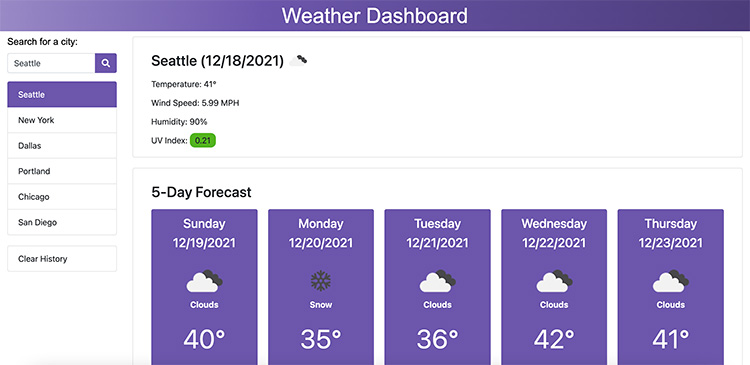 Weather Dashboard
Search for a city:
Seattle
Seattle
New York
Dallas
Portland
Chicago
San Diego
Clear History
Seattle (12/18/2021)
Temperature: 41°
Wind Speed: 5.99 MPH
Humidity: 90%
UV Index: 0.21
5-Day Forecast
Sunday
12/19/2021
Clouds
40°
Monday
12/20/2021
Snow
35°
Tuesday
12/21/2021
Clouds
36°
Wednesday
12/22/2021
Clouds
42°
Thursday
12/23/2021
Clouds
41°